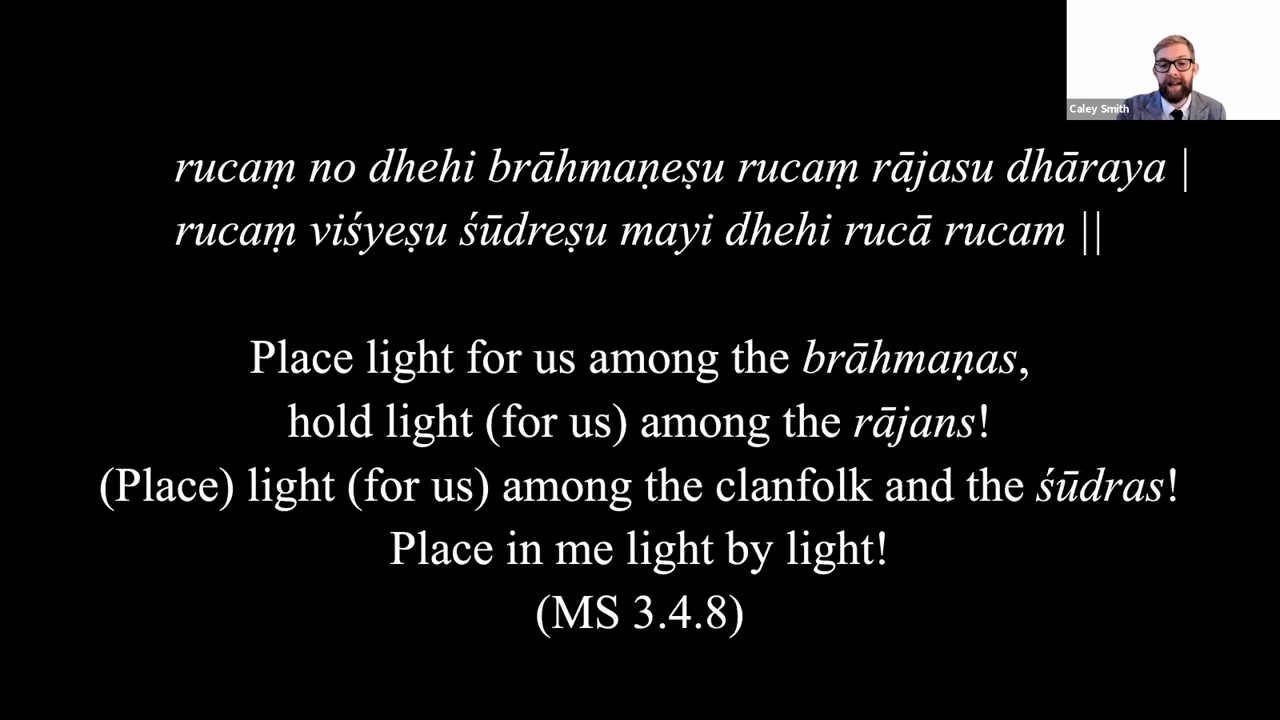 Caley Smith
rucaṃ no dhehi brāhmaṇeṣu rucaṃ rājasu dhāraya |
rucaṃ viśyeṣu śūdreṣu mayi dhehi rucā rucam ||
Place light for us among the brāhmaṇas,
hold light (for us) among the rājans!
(Place) light (for us) among the clanfolk and the śūdras!
Place in me light by light!
(MS 3.4.8)